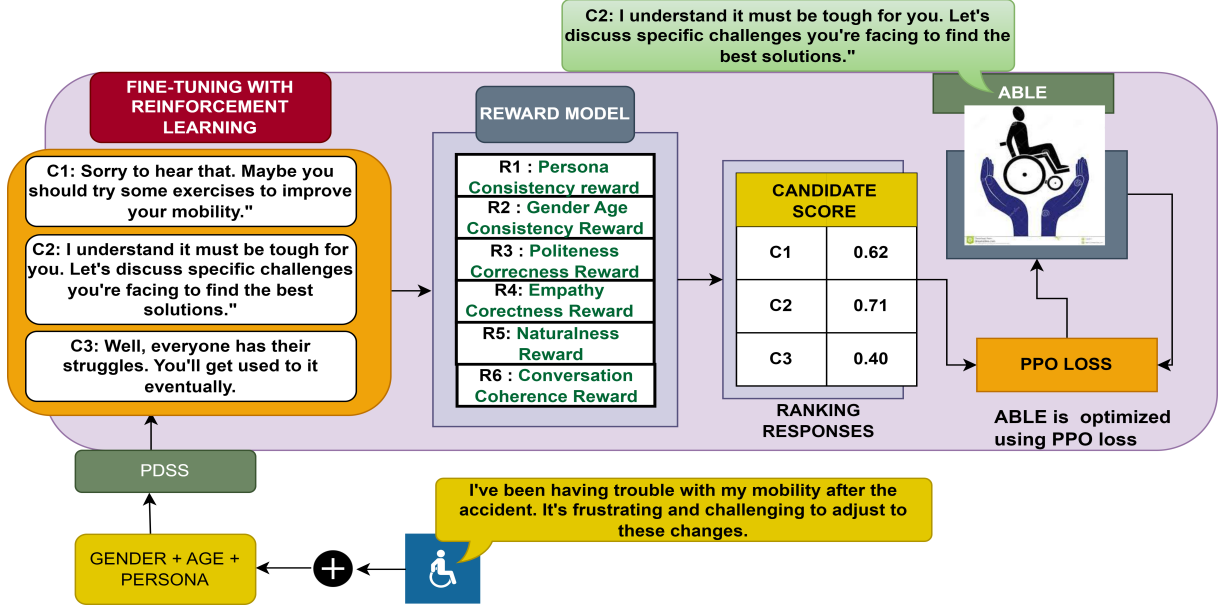 C2: I understand it must be tough for you. Let's
discuss specific challenges you're facing to find the
best solutions."
FINE-TUNING WITH
REINFORCEMENT
LEARNING
REWARD MODEL
ABLE
C1: Sorry to hear that. Maybe you
should try some exercises to improve
your mobility."
C2: I understand it must be tough for
you. Let's discuss specific challenges
you're facing to find the best
solutions."
C3: Well, everyone has their
struggles. You'll get used to it
eventually.
R1 : Persona
Consistency reward
R2 : Gender Age
Consistency Reward
R3 : Politeness
Correcness Reward
R4: Empathy
Corectness Reward
R5: Naturalness
Reward
R6 : Conversation
Coherence Reward
CANDIDATE
SCORE
C1 0.62
C2 0.71
C3 0.40
RANKING
RESPONSES
PPO LOSS
ABLE is optimized
using PPO loss
PDSS
I've been having trouble with my mobility after the
accident. It's frustrating and challenging to adjust to
these changes.
GENDER + AGE +
PERSONA